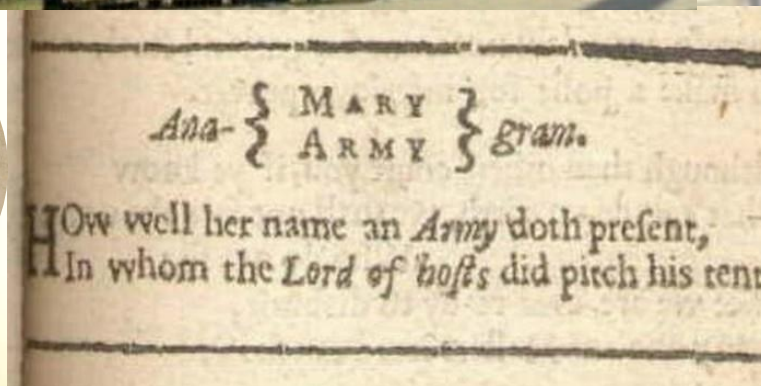 Ana- { MARY } gram.
ARMY
HOw well her name an Army doth preſent,
In whom the Lord of hoſts did pitch his tent